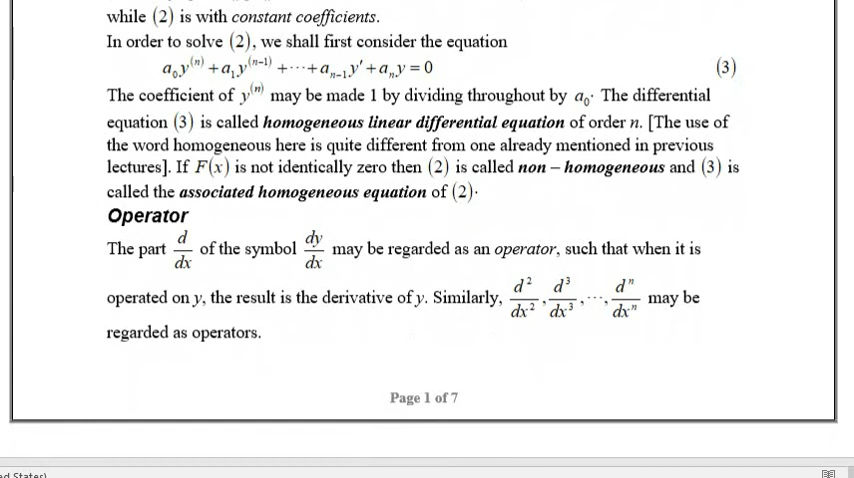 while (2) is with constant coefficients.
In order to solve (2), we shall first consider the equation
a₀y⁽ⁿ⁾ + a₁y⁽ⁿ⁻¹⁾ + ⋯ + aₙ₋₁y′ + aₙy = 0 (3)
The coefficient of y⁽ⁿ⁾ may be made 1 by dividing throughout by a₀. The differential
equation (3) is called homogeneous linear differential equation of order n. [The use of
the word homogeneous here is quite different from one already mentioned in previous
lectures]. If F(x) is not identically zero then (2) is called non – homogeneous and (3) is
called the associated homogeneous equation of (2).
Operator
The part d/dx of the symbol dy/dx may be regarded as an operator, such that when it is
operated on y, the result is the derivative of y. Similarly, d²/dx², d³/dx³, ⋯, dⁿ/dxⁿ may be
regarded as operators.
Page 1 of 7